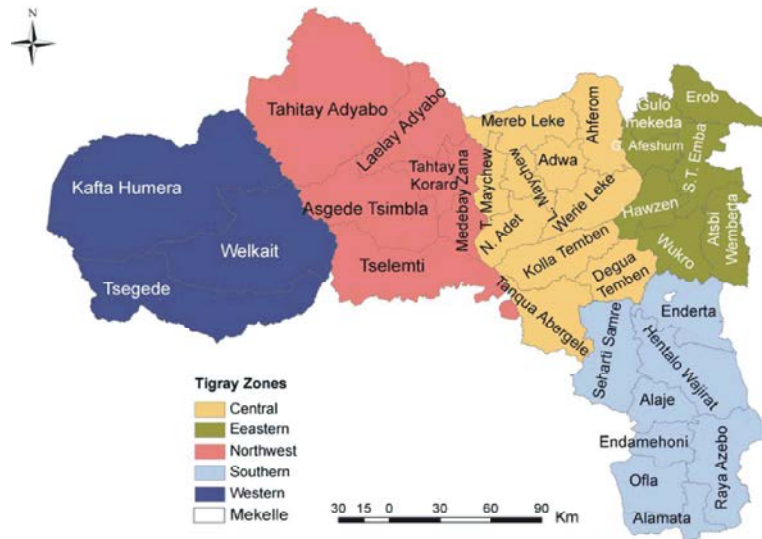 N
Tahitay Adyabo
Laelay Adyabo
Mereb Leke
Ahferom
Erob
Gulo
mekeda
G. Afeshum
S.T. Emba
Kafta Humera
Tahtay
Korard
Medebay Zana
T. Maychew
L. Maychew
Adwa
Werie Leke
Asgede Tsimbla
N. Adet
Hawzen
Atsbi
Wemberta
Welkait
Tselemti
Kolla Temben
Wukro
Tsegede
Degua
Temben
Tanqua Abergele
Enderta
Seharti Samre
Hentalo Wajirat
Alaje
Endamehoni
Raya Azebo
Ofla
Alamata
Tigray Zones
Central
Eeastern
Northwest
Southern
Western
Mekelle
30 15 0 30 60 90
Km